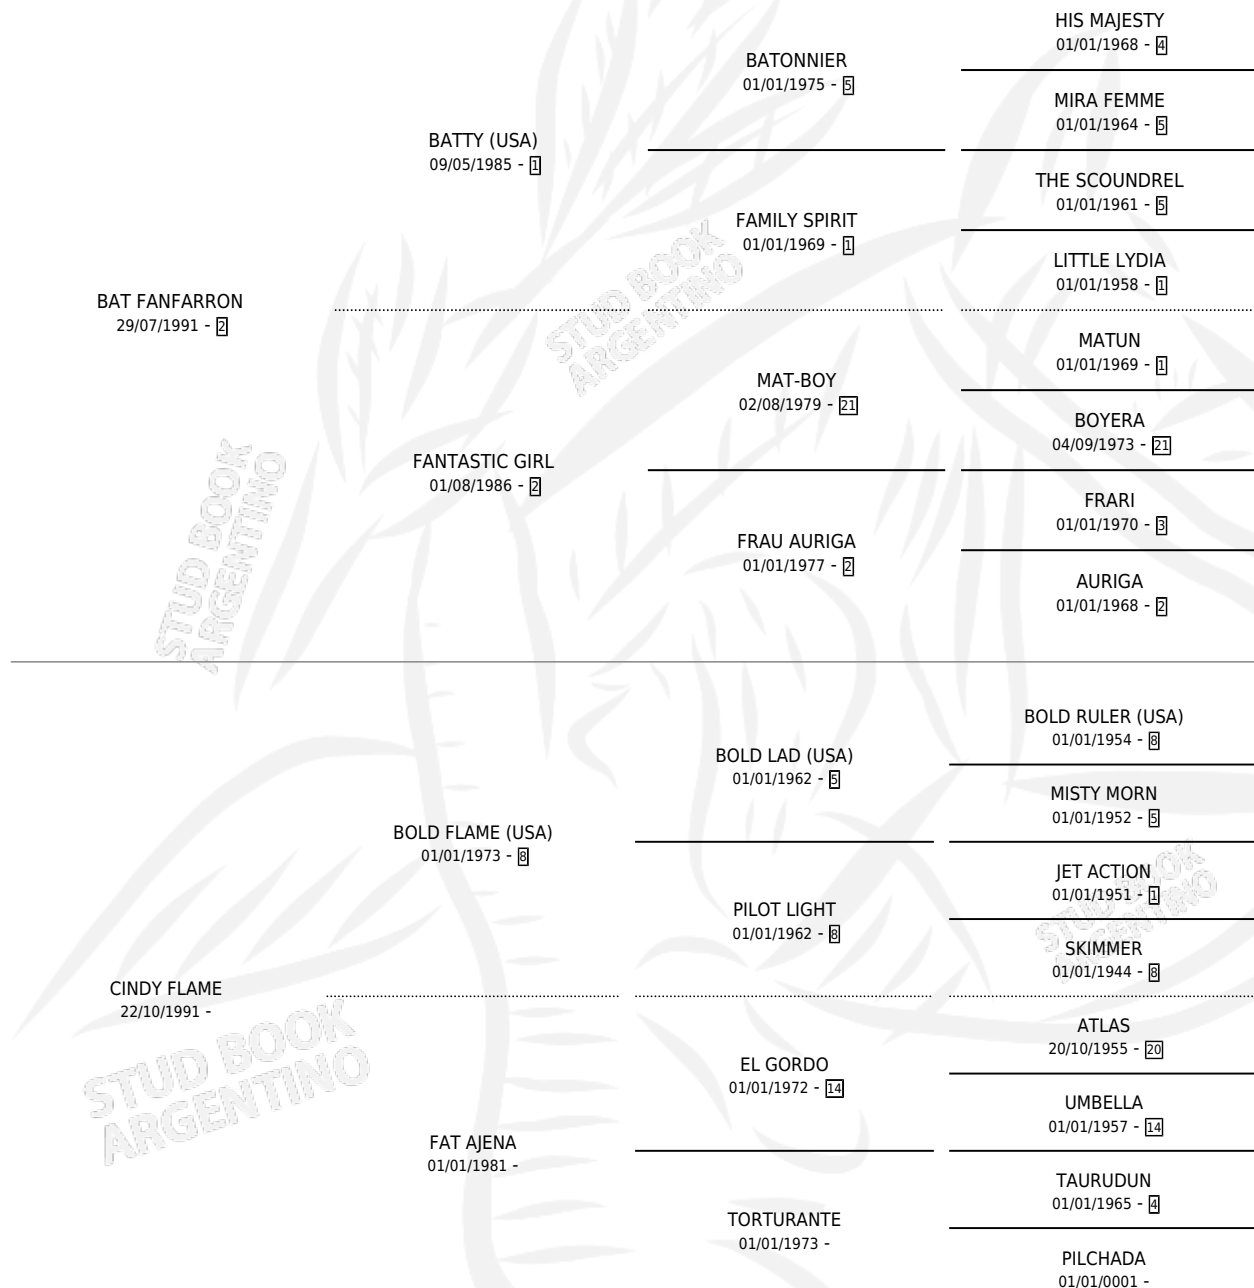 HIS MAJESTY
01/01/1968 - 4
BATONNIER
01/01/1975 - 5
MIRA FEMME
01/01/1964 - 5
BATTY (USA)
09/05/1985 - 1
THE SCOUNDREL
01/01/1961 - 5
FAMILY SPIRIT
01/01/1969 - 1
LITTLE LYDIA
01/01/1958 - 1
BAT FANFARRON
29/07/1991 - 2
MATUN
01/01/1969 - 1
MAT-BOY
02/08/1979 - 21
BOYERA
04/09/1973 - 21
FANTASTIC GIRL
01/08/1986 - 2
FRARI
01/01/1970 - 3
FRAU AURIGA
01/01/1977 - 2
AURIGA
01/01/1968 - 2
BOLD RULER (USA)
01/01/1954 - 8
BOLD LAD (USA)
01/01/1962 - 5
MISTY MORN
01/01/1952 - 5
BOLD FLAME (USA)
01/01/1973 - 8
JET ACTION
01/01/1951 - 1
PILOT LIGHT
01/01/1962 - 8
SKIMMER
01/01/1944 - 8
CINDY FLAME
22/10/1991 -
ATLAS
20/10/1955 - 20
EL GORDO
01/01/1972 - 14
UMBELLA
01/01/1957 - 14
FAT AJENA
01/01/1981 -
TAURUDUN
01/01/1965 - 4
TORTURANTE
01/01/1973 -
PILCHADA
01/01/0001 -
STUD BOOK
ARGENTINO
STUD BOOK
ARGENTINO
STUD BOOK
ARGENTINO
STUD BOOK
ARGENTINO